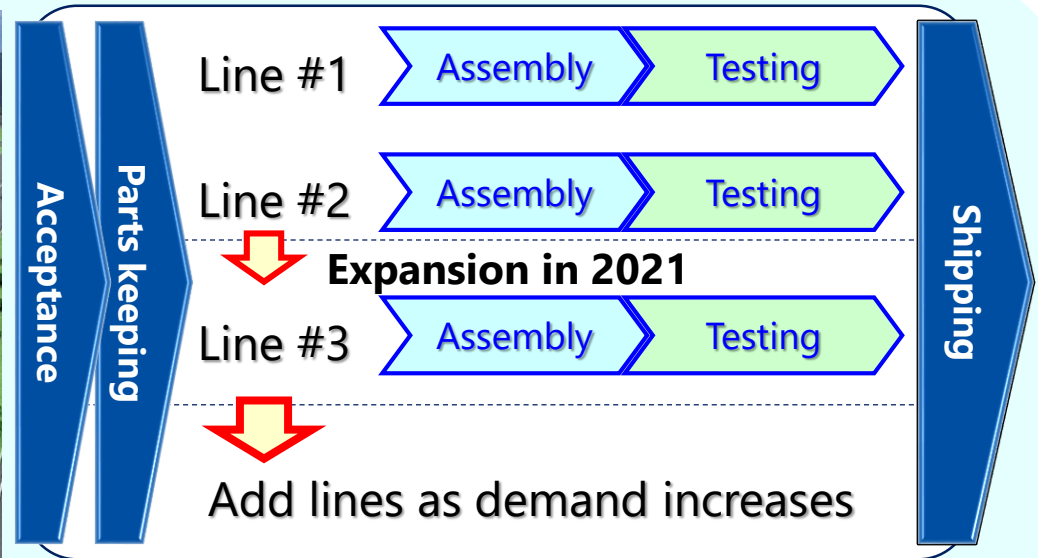 Acceptance
Parts keeping
Line #1
Assembly
Testing
Line #2
Assembly
Testing
Expansion in 2021
Line #3
Assembly
Testing
Add lines as demand increases
Shipping